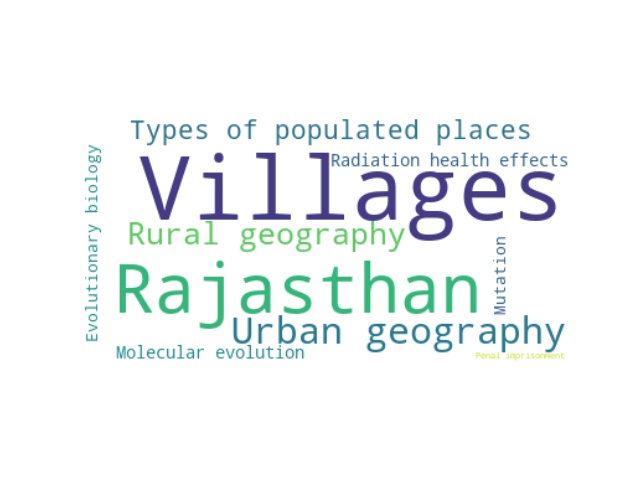 Types of populated places
Evolutionary biology
Radiation health effects
Villages
Rural geography
Mutation
Rajasthan
Urban geography
Molecular evolution
Penal imprisonment